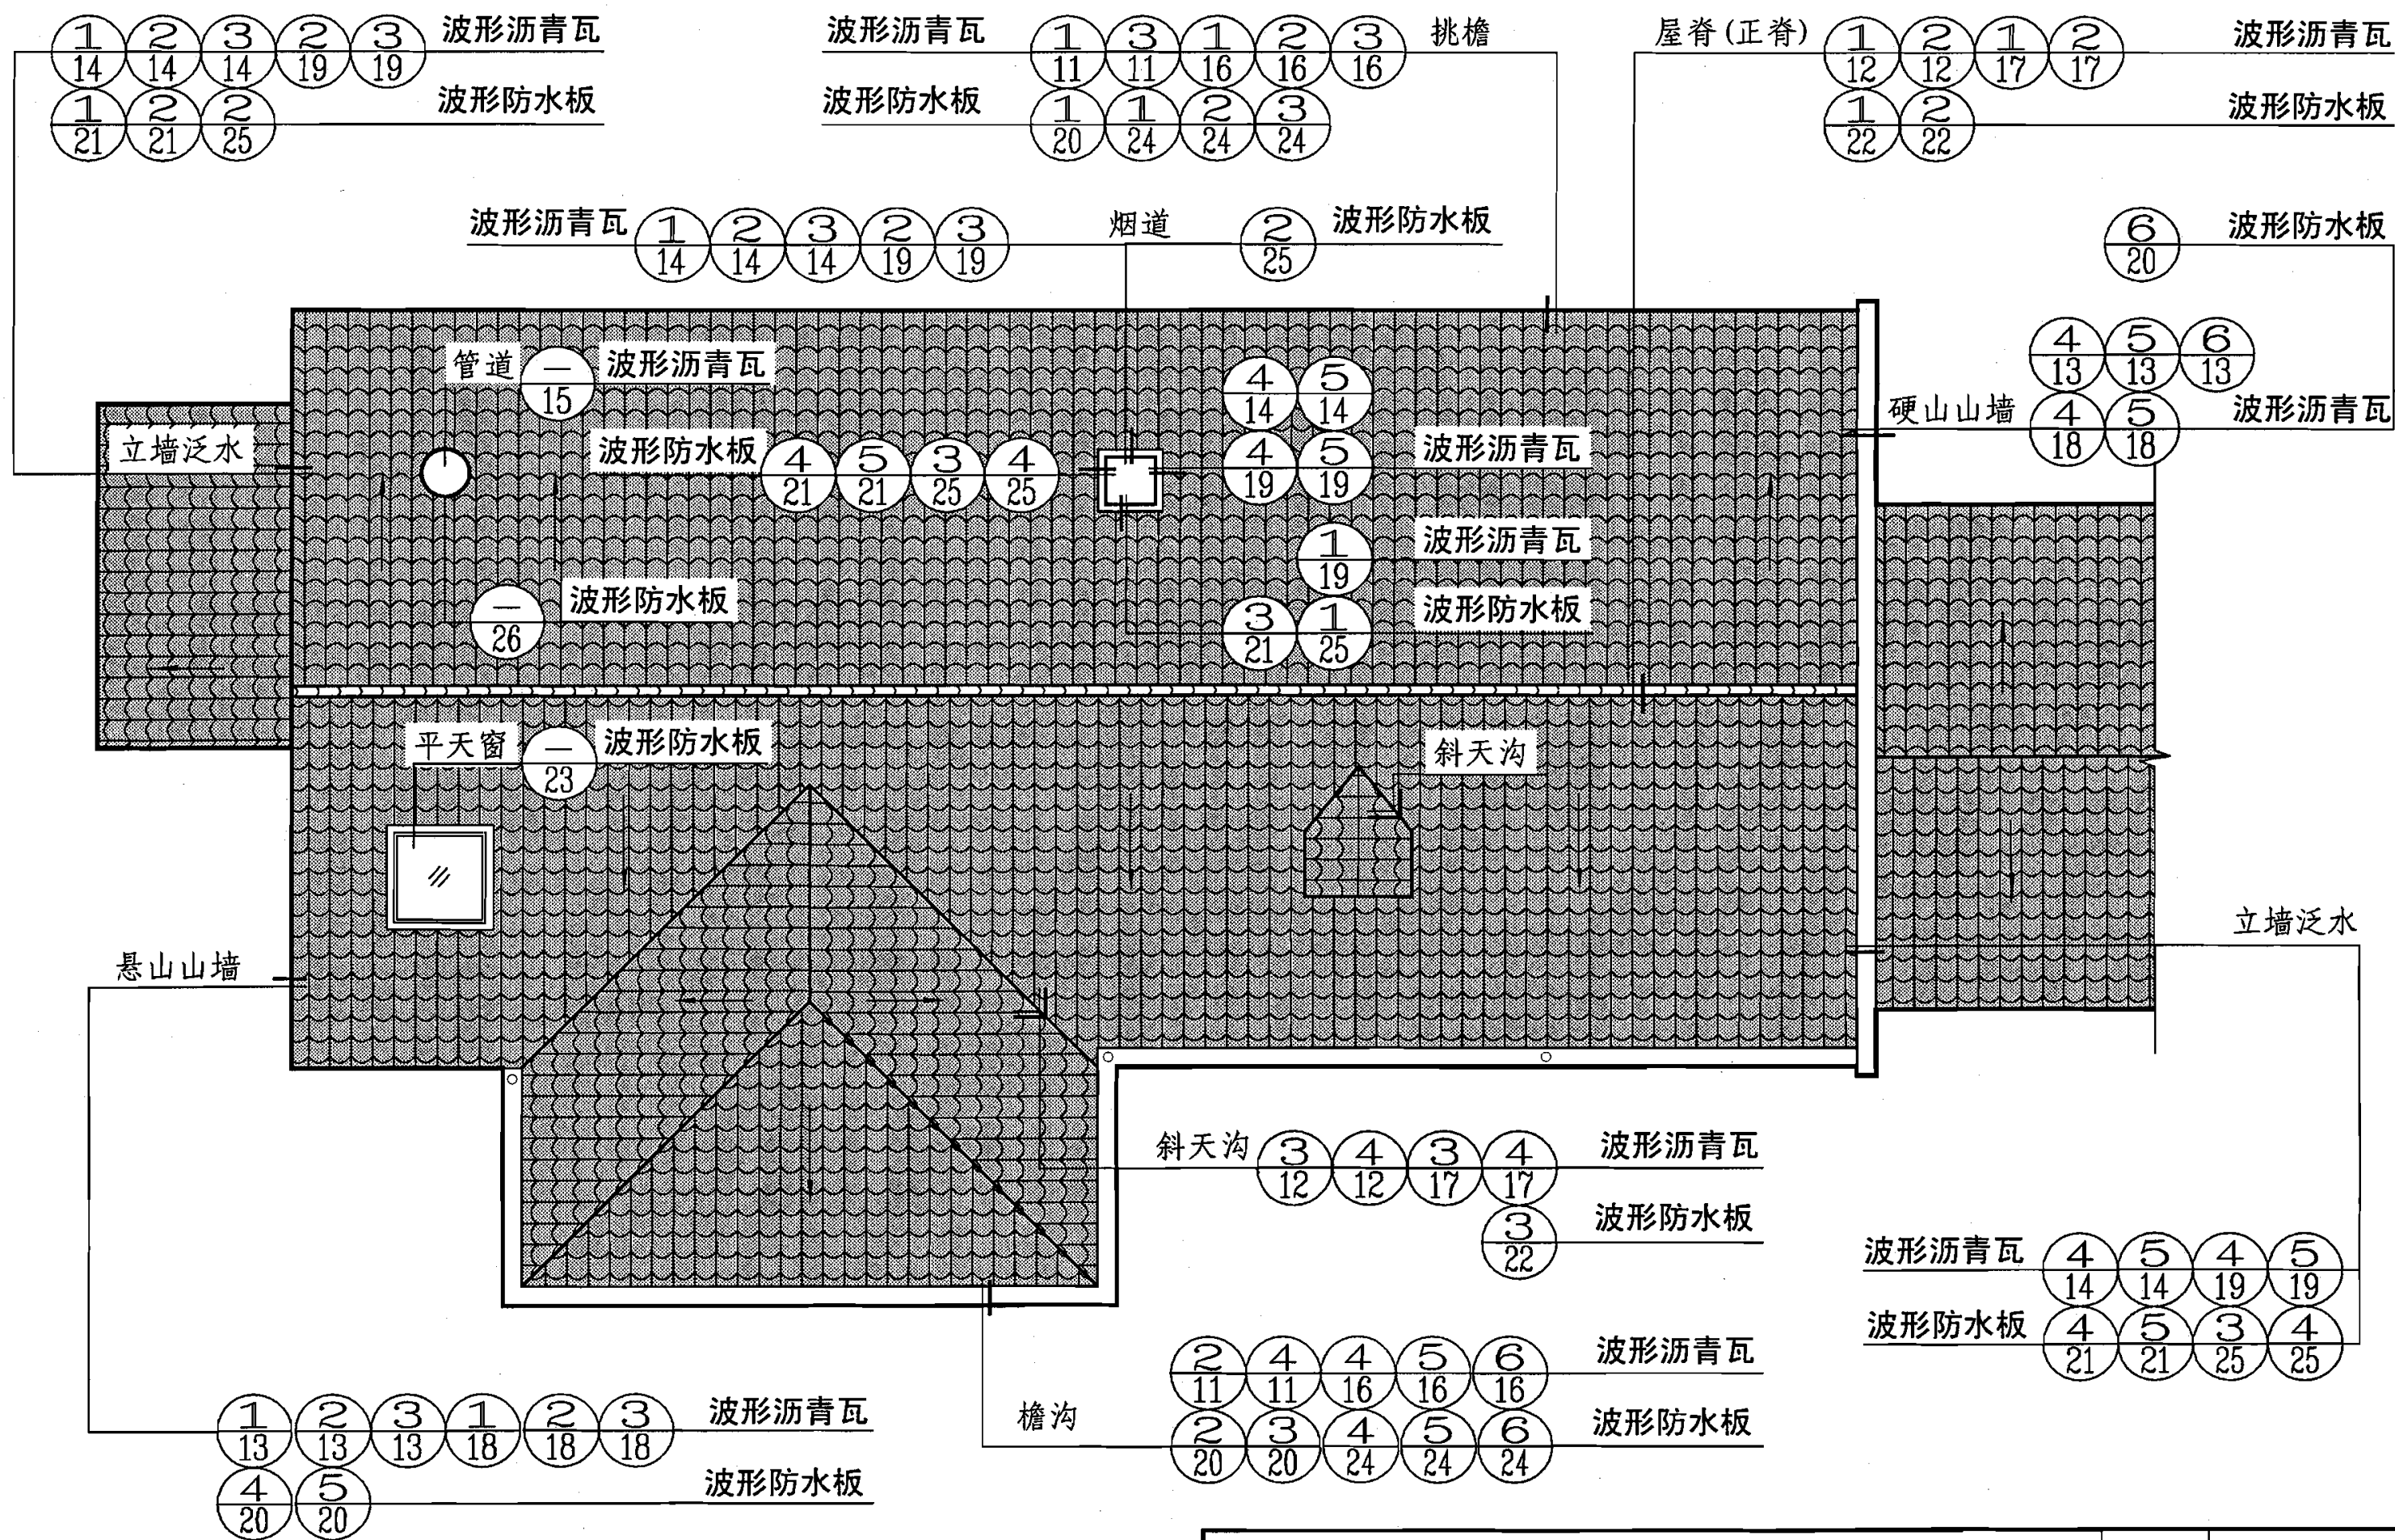 1/14 2/14 3/14 2/19 3/19 波形沥青瓦
1/21 2/21 2/25 波形防水板
波形沥青瓦 1/11 3/11 1/16 2/16 3/16 挑檐
波形防水板 1/20 1/24 2/24 3/24
屋脊(正脊) 1/12 2/12 1/17 2/17 波形沥青瓦
1/22 2/22 波形防水板
波形沥青瓦 1/14 2/14 3/14 2/19 3/19 烟道 2/25 波形防水板
6/20 波形防水板
管道 —/15 波形沥青瓦
4/14 5/14
4/13 5/13 6/13
硬山山墙 4/18 5/18 波形沥青瓦
立墙泛水
波形防水板 4/21 5/21 3/25 4/25
4/19 5/19 波形沥青瓦
1/19 波形沥青瓦
—/26 波形防水板
3/21 1/25 波形防水板
平天窗 —/23 波形防水板
斜天沟
立墙泛水
悬山山墙
斜天沟 3/12 4/12 3/17 4/17 波形沥青瓦
3/22 波形防水板
波形沥青瓦 4/14 5/14 4/19 5/19
波形防水板 4/21 5/21 3/25 4/25
2/11 4/11 4/16 5/16 6/16 波形沥青瓦
檐沟 2/20 3/20 4/24 5/24 6/24 波形防水板
1/13 2/13 3/13 1/18 2/18 3/18 波形沥青瓦
4/20 5/20 波形防水板